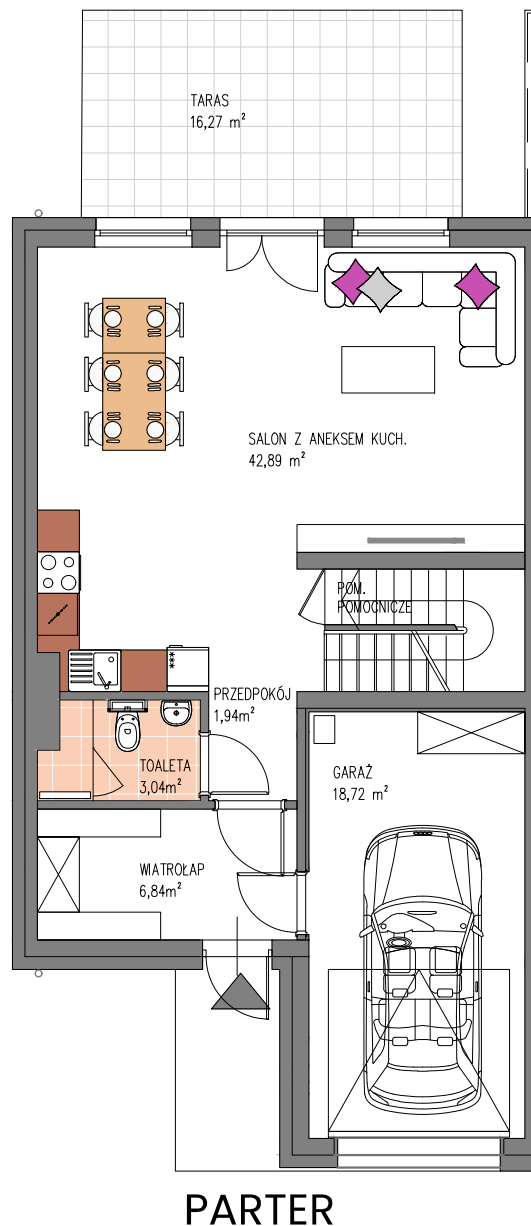 TARAS
16,27 m²
SALON Z ANEKSEM KUCH.
42,89 m²
POM.
POMOCNICZE
PRZEDPOKÓJ
1,94m²
TOALETA
3,04m²
GARAŻ
18,72 m²
WIATROŁAP
6,84m²
PARTER